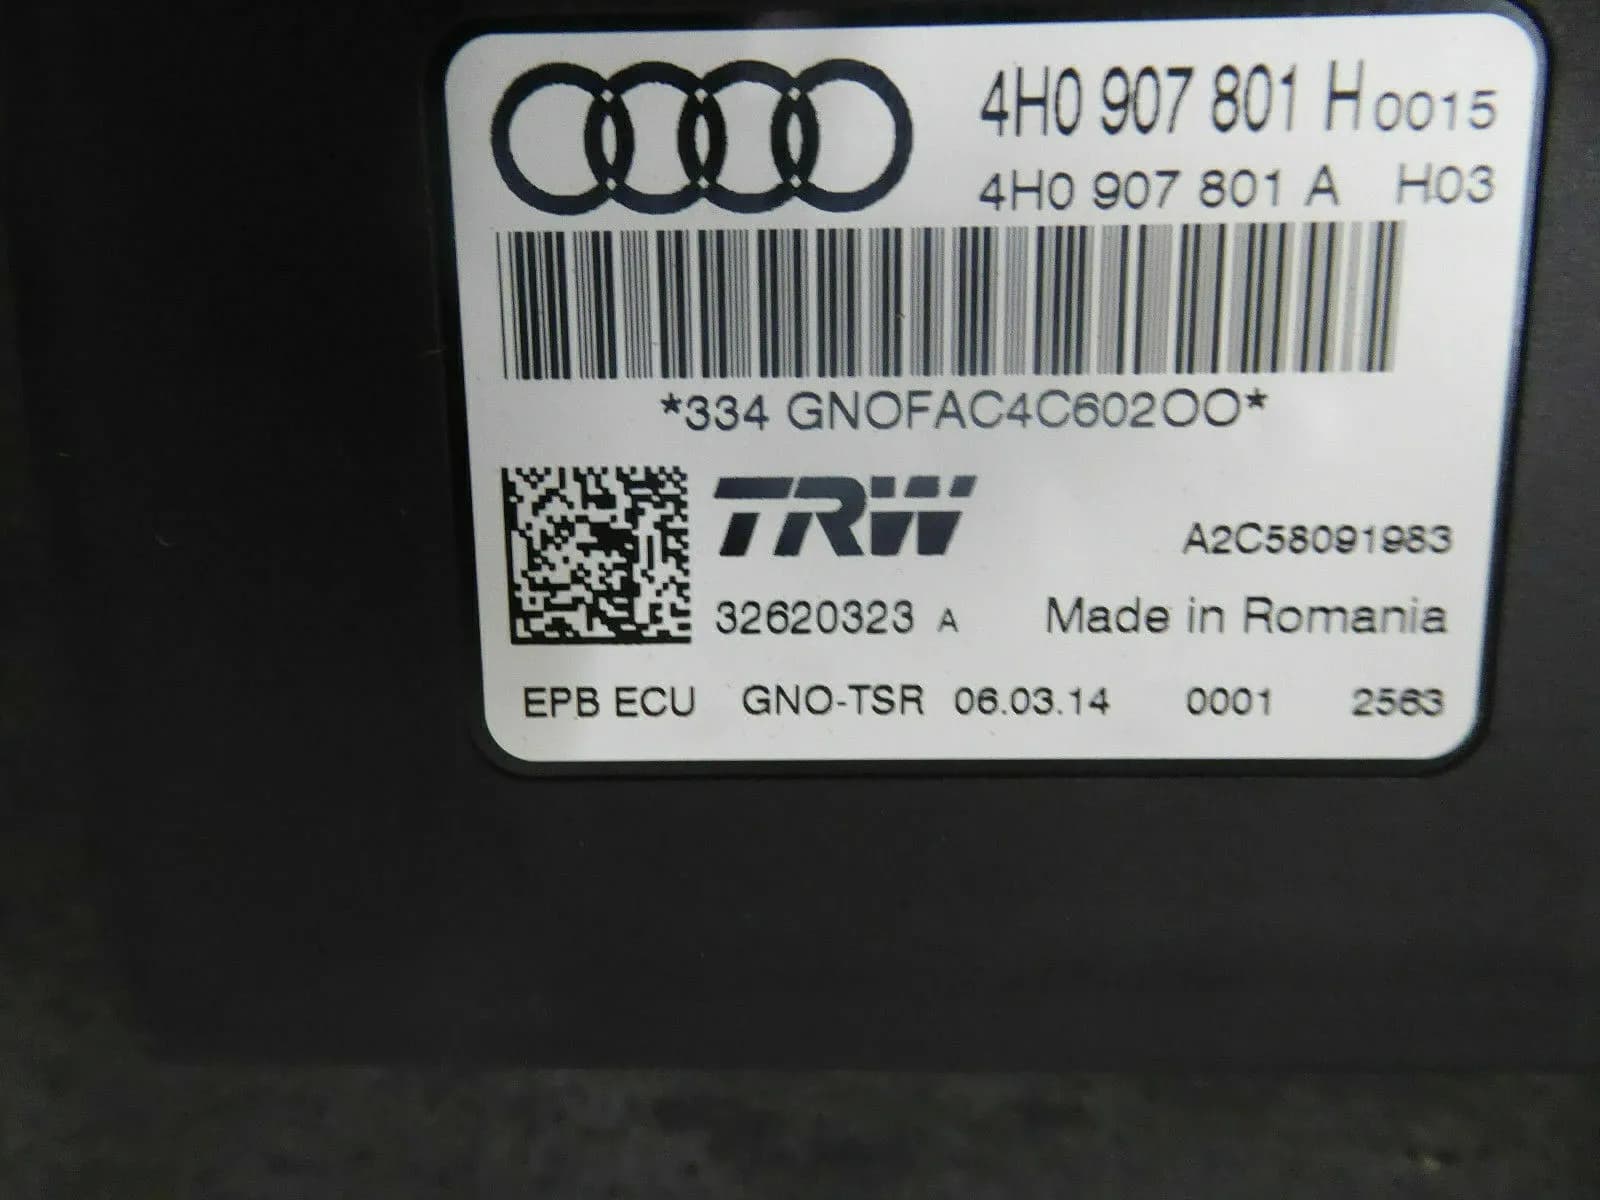 4H0 907 801 H 0015
4H0 907 801 A H03
*334 GNOFAC4C60200*
TRW
A2C58091983
32620323 A Made in Romania
EPB ECU GNO-TSR 06.03.14 0001 2563